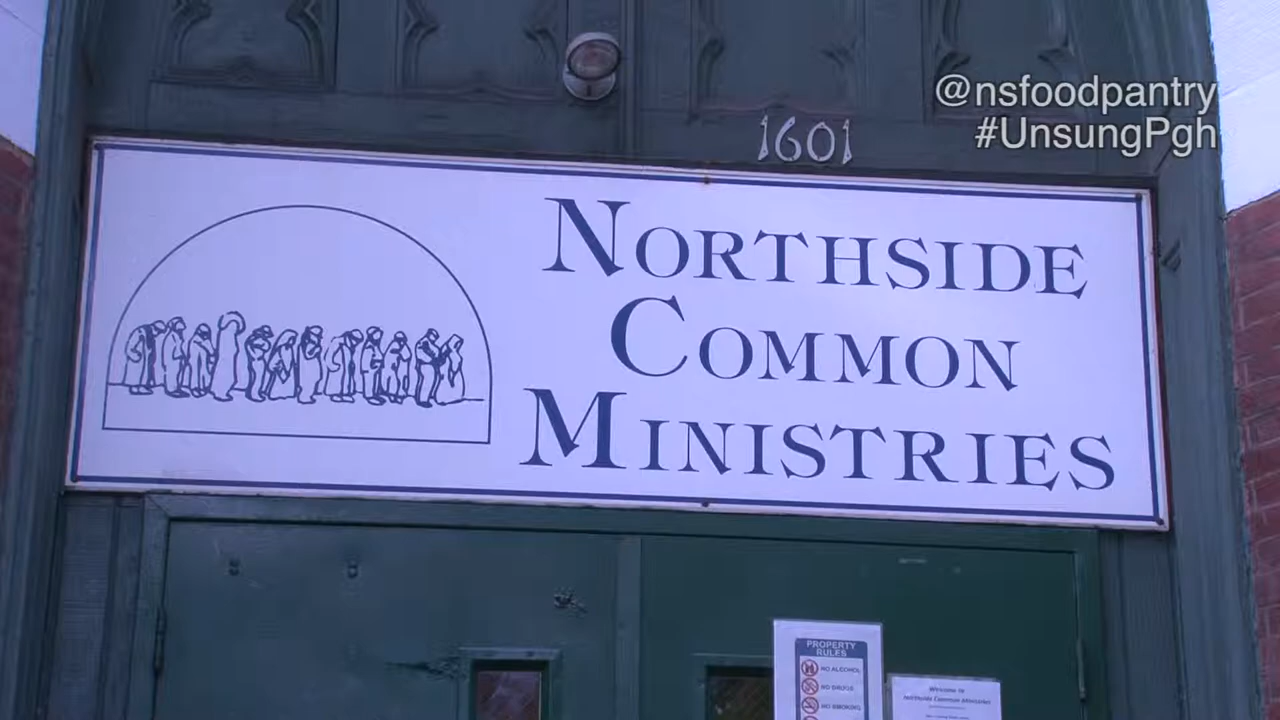 @nsfoodpantry
#UnsungPgh
1601
NORTHSIDE
COMMON
MINISTRIES
PROPERTY
RULES
NO ALCOHOL
NO DRUGS
NO SMOKING
Welcome to
Northside Common Ministries